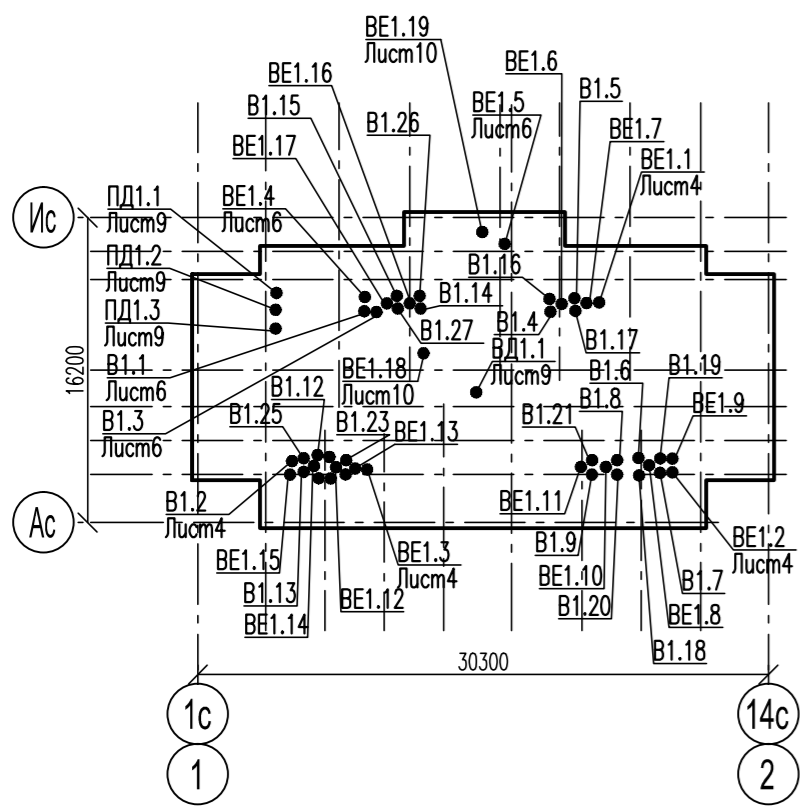 ВЕ1.19
Лист10
ВЕ1.6
ВЕ1.16
В1.15
В1.26
ВЕ1.17
ВЕ1.5
Лист6
В1.5
ВЕ1.7
ВЕ1.1
Лист4
ПД1.1
Лист9
ВЕ1.4
Лист6
Ис
ПД1.2
Лист9
В1.16
ПД1.3
Лист9
В1.14
В1.4
В1.27
В1.17
В1.1
Лист6
ВЕ1.18
Лист10
ВД1.1
Лист9
16200
В1.6
В1.19
В1.12
В1.3
Лист6
В1.25
В1.23
ВЕ1.13
В1.21
В1.8
ВЕ1.9
В1.2
Лиот4
ВЕ1.11
Ас
ВЕ1.15
ВЕ1.3
Лист4
В1.9
ВЕ1.2
Лист4
В1.13
ВЕ1.12
ВЕ1.10
В1.7
ВЕ1.14
В1.20
ВЕ1.8
В1.18
30300
1с
14с
1
2